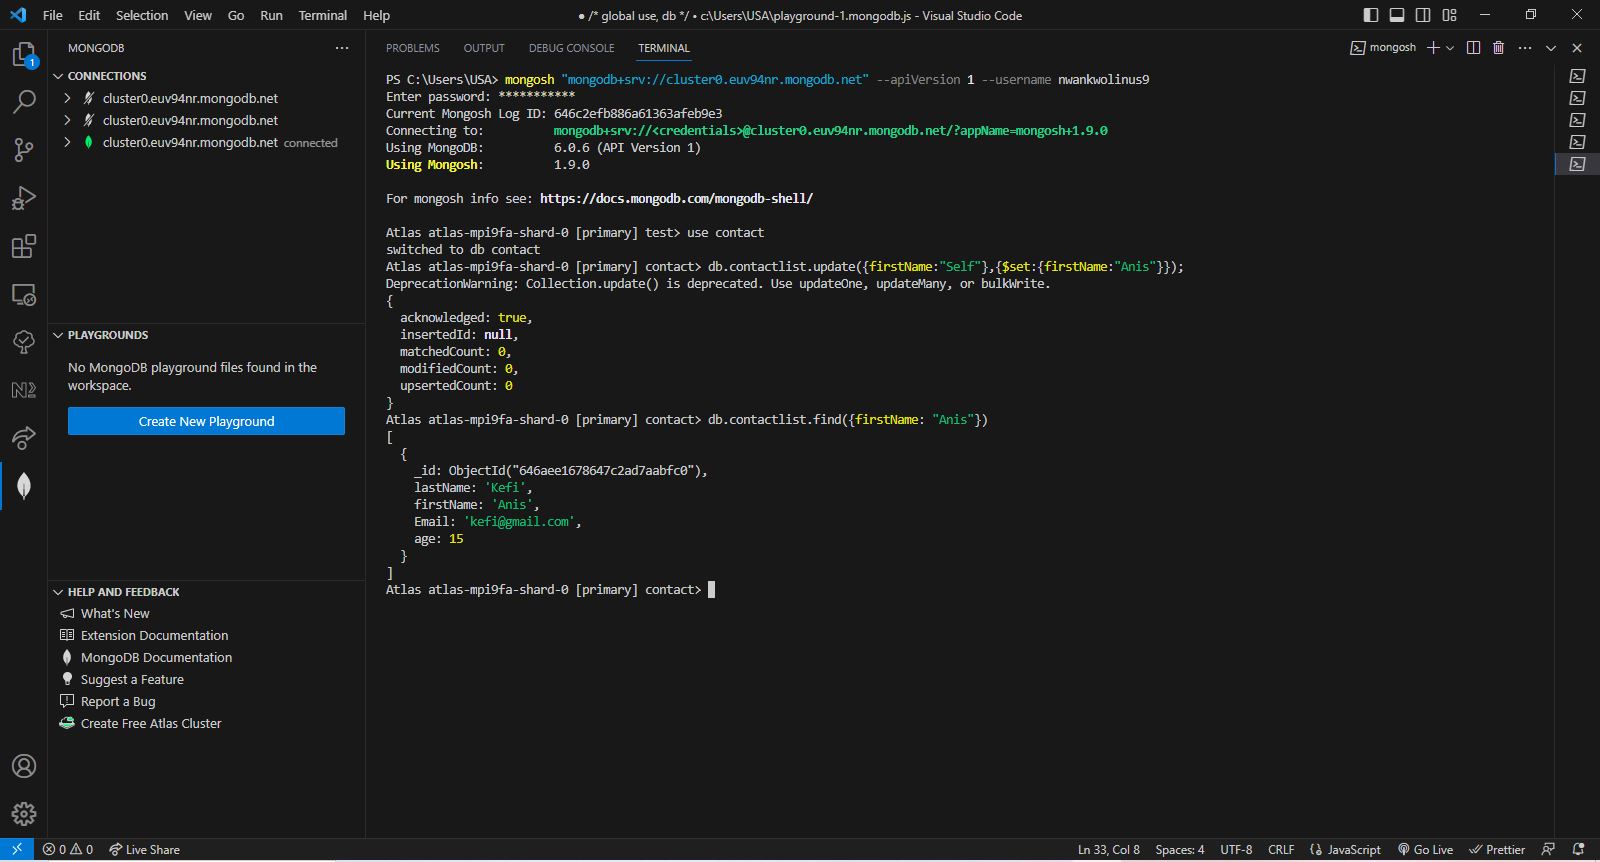 File Edit Selection View Go Run Terminal Help
● /* global use, db */ • c:\Users\USA\playground-1.mongodb.js - Visual Studio Code
MONGODB
CONNECTIONS
cluster0.euv94nr.mongodb.net
cluster0.euv94nr.mongodb.net
cluster0.euv94nr.mongodb.net connected
PLAYGROUNDS
No MongoDB playground files found in the
workspace.
Create New Playground
HELP AND FEEDBACK
What's New
Extension Documentation
MongoDB Documentation
Suggest a Feature
Report a Bug
Create Free Atlas Cluster
1
PROBLEMS OUTPUT DEBUG CONSOLE TERMINAL
mongosh
PS C:\Users\USA> mongosh "mongodb+srv://cluster0.euv94nr.mongodb.net" --apiVersion 1 --username nwankwolinus9
Enter password: ***********
Current Mongosh Log ID: 646c2efb886a61363afeb9e3
Connecting to: mongodb+srv://<credentials>@cluster0.euv94nr.mongodb.net/?appName=mongosh+1.9.0
Using MongoDB: 6.0.6 (API Version 1)
Using Mongosh: 1.9.0
For mongosh info see: https://docs.mongodb.com/mongodb-shell/
Atlas atlas-mpi9fa-shard-0 [primary] test> use contact
switched to db contact
Atlas atlas-mpi9fa-shard-0 [primary] contact> db.contactlist.update({firstName:"Self"},{$set:{firstName:"Anis"}});
DeprecationWarning: Collection.update() is deprecated. Use updateOne, updateMany, or bulkWrite.
{
acknowledged: true,
insertedId: null,
matchedCount: 0,
modifiedCount: 0,
upsertedCount: 0
}
Atlas atlas-mpi9fa-shard-0 [primary] contact> db.contactlist.find({firstName: "Anis"})
[
{
_id: ObjectId("646aee1678647c2ad7aabfc0"),
lastName: 'Kefi',
firstName: 'Anis',
Email: 'kefi@gmail.com',
age: 15
}
]
Atlas atlas-mpi9fa-shard-0 [primary] contact>
0 0 Live Share
Ln 33, Col 8 Spaces: 4 UTF-8 CRLF {} JavaScript Go Live Prettier